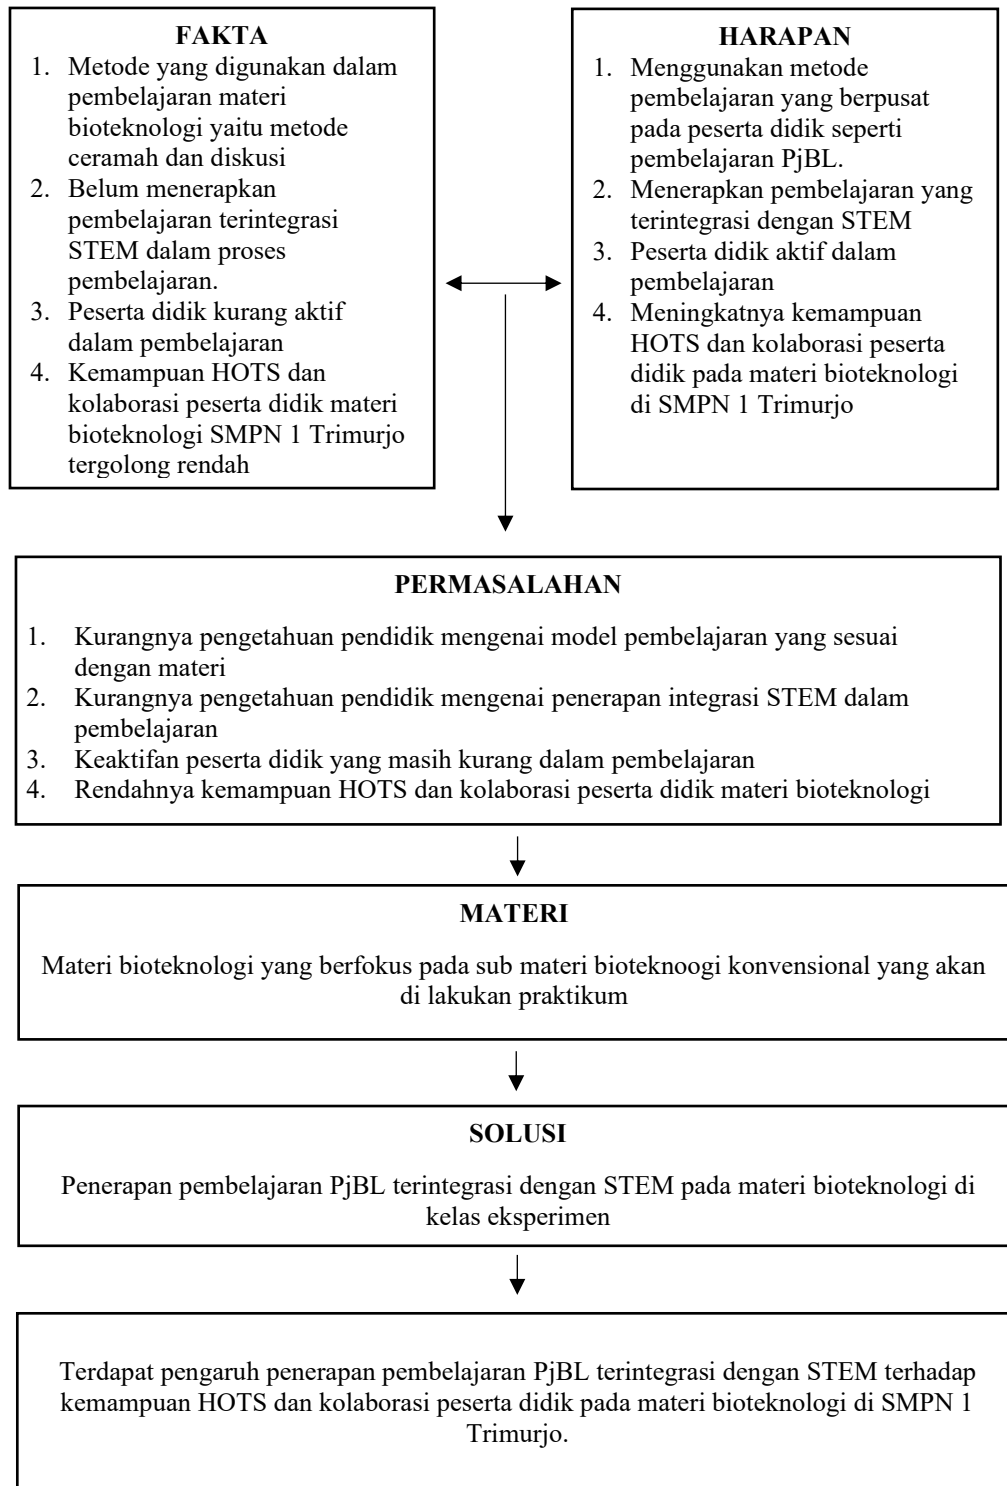 FAKTA
1. Metode yang digunakan dalam
pembelajaran materi
bioteknologi yaitu metode
ceramah dan diskusi
2. Belum menerapkan
pembelajaran terintegrasi
STEM dalam proses
pembelajaran.
3. Peserta didik kurang aktif
dalam pembelajaran
4. Kemampuan HOTS dan
kolaborasi peserta didik materi
bioteknologi SMPN 1 Trimurjo
tergolong rendah
HARAPAN
1. Menggunakan metode
pembelajaran yang berpusat
pada peserta didik seperti
pembelajaran PjBL.
2. Menerapkan pembelajaran yang
terintegrasi dengan STEM
3. Peserta didik aktif dalam
pembelajaran
4. Meningkatnya kemampuan
HOTS dan kolaborasi peserta
didik pada materi bioteknologi
di SMPN 1 Trimurjo
PERMASALAHAN
1. Kurangnya pengetahuan pendidik mengenai model pembelajaran yang sesuai
dengan materi
2. Kurangnya pengetahuan pendidik mengenai penerapan integrasi STEM dalam
pembelajaran
3. Keaktifan peserta didik yang masih kurang dalam pembelajaran
4. Rendahnya kemampuan HOTS dan kolaborasi peserta didik materi bioteknologi
MATERI
Materi bioteknologi yang berfokus pada sub materi bioteknoogi konvensional yang akan
di lakukan praktikum
SOLUSI
Penerapan pembelajaran PjBL terintegrasi dengan STEM pada materi bioteknologi di
kelas eksperimen
Terdapat pengaruh penerapan pembelajaran PjBL terintegrasi dengan STEM terhadap
kemampuan HOTS dan kolaborasi peserta didik pada materi bioteknologi di SMPN 1
Trimurjo.